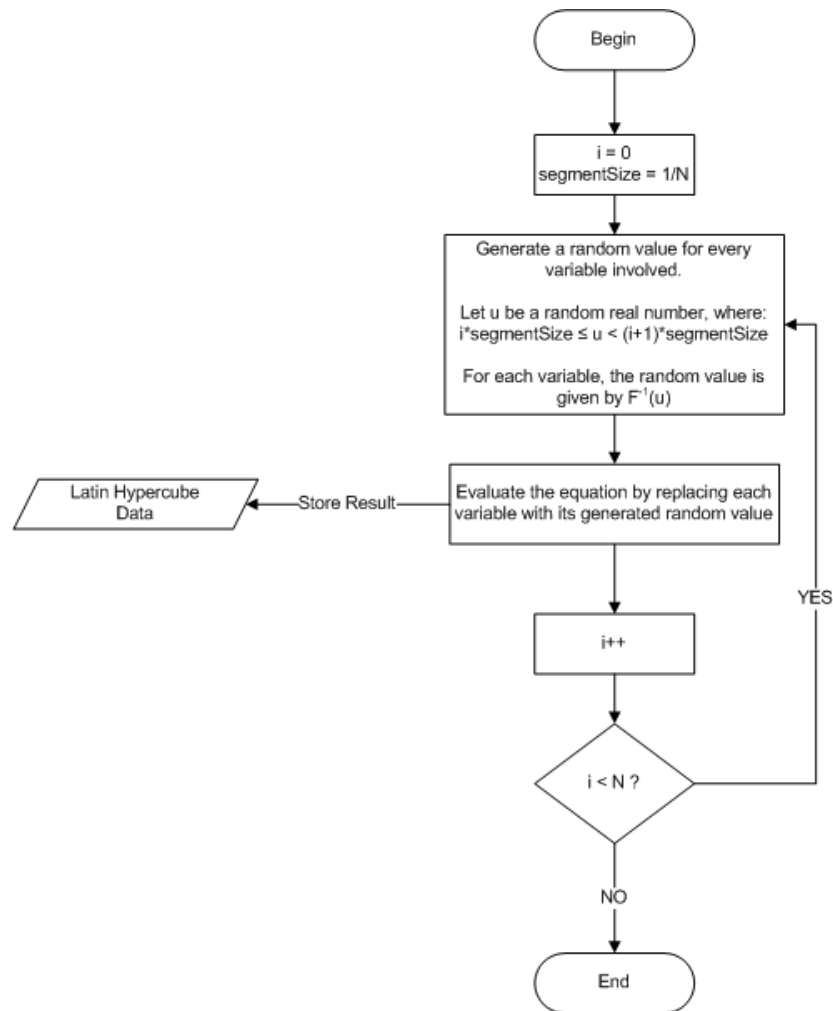 Begin
i = 0
segmentSize = 1/N
Generate a random value for every
variable involved.
Let u be a random real number, where:
i*segmentSize ≤ u < (i+1)*segmentSize
For each variable, the random value is
given by F⁻¹(u)
Evaluate the equation by replacing each
variable with its generated random value
Store Result
Latin Hypercube
Data
i++
YES
i < N ?
NO
End